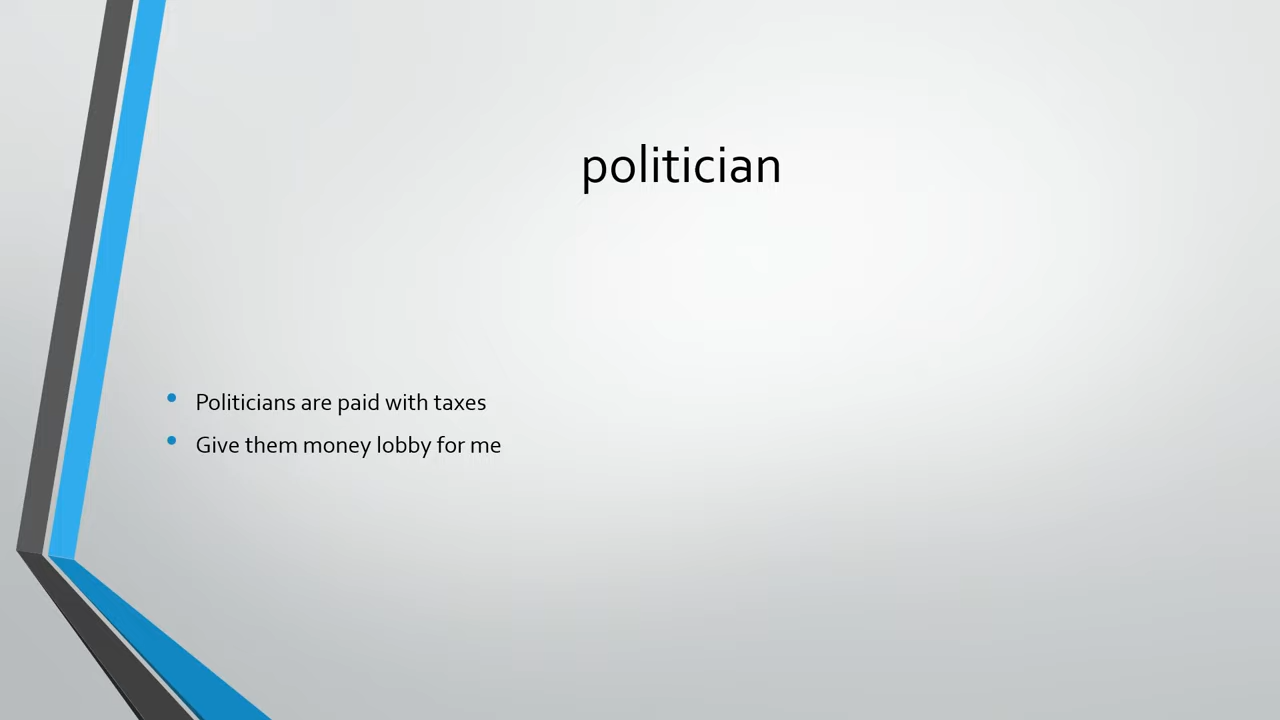 politician
Politicians are paid with taxes
Give them money lobby for me